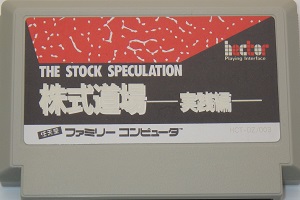 hacker
Playing Interface
THE STOCK SPECULATION
株式道場
実践編
任天堂 ファミリー コンピュータ